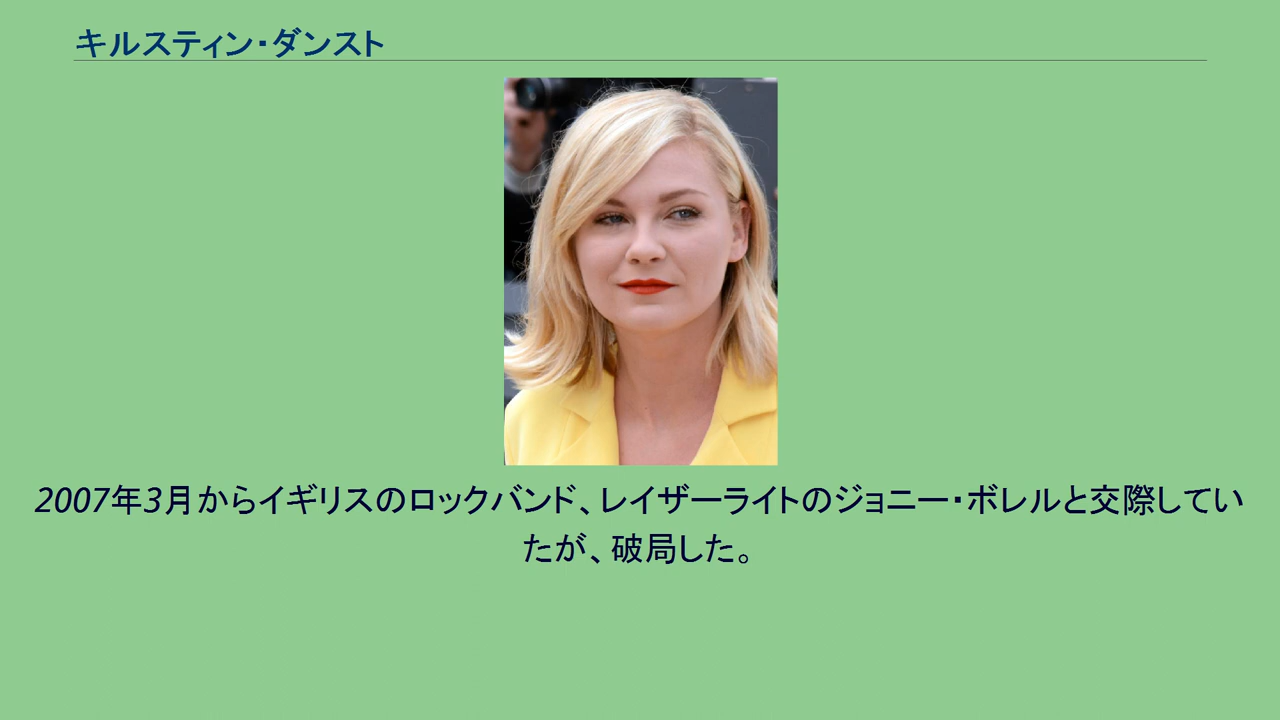 キルスティン・ダンスト
2007年3月からイギリスのロックバンド、レイザーライトのジョニー・ボレルと交際してい
たが、破局した。